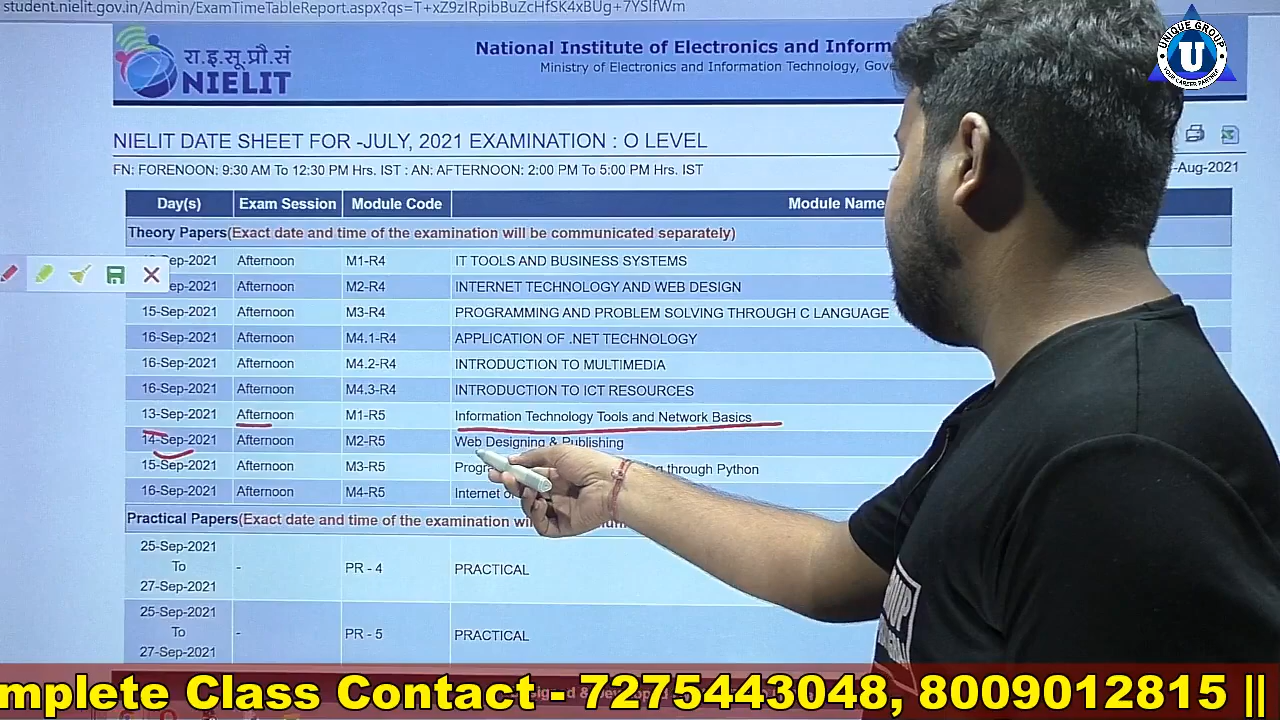 student.nielit.gov.in/Admin/ExamTimeTableReport.aspx?qs=T+xZ9zIRpibBuZcHfSK4xBUg+7YSlfWm
रा.इ.सू.प्रौ.सं
NIELIT
National Institute of Electronics and
Ministry of Electronics and Information Technology,
UNIQUE GROUP
U
YOUR CAREER PARTNER
NIELIT DATE SHEET FOR -JULY, 2021 EXAMINATION : O LEVEL
FN: FORENOON: 9:30 AM To 12:30 PM Hrs. IST : AN: AFTERNOON: 2:00 PM To 5:00 PM Hrs. IST
-Aug-2021
Day(s) Exam Session Module Code Module Name
Theory Papers(Exact date and time of the examination will be communicated separately)
ep-2021 Afternoon M1-R4 IT TOOLS AND BUSINESS SYSTEMS
ep-2021 Afternoon M2-R4 INTERNET TECHNOLOGY AND WEB DESIGN
15-Sep-2021 Afternoon M3-R4 PROGRAMMING AND PROBLEM SOLVING THROUGH C LANGUAGE
16-Sep-2021 Afternoon M4.1-R4 APPLICATION OF .NET TECHNOLOGY
16-Sep-2021 Afternoon M4.2-R4 INTRODUCTION TO MULTIMEDIA
16-Sep-2021 Afternoon M4.3-R4 INTRODUCTION TO ICT RESOURCES
13-Sep-2021 Afternoon M1-R5 Information Technology Tools and Network Basics
14-Sep-2021 Afternoon M2-R5 Web Designing & Publishing
15-Sep-2021 Afternoon M3-R5 through Python
16-Sep-2021 Afternoon M4-R5 Internet
Practical Papers(Exact date and time of the examination
25-Sep-2021
To
27-Sep-2021
- PR - 4 PRACTICAL
25-Sep-2021
To
27-Sep-2021
- PR - 5 PRACTICAL
mplete Class Contact - 7275443048, 8009012815 ||